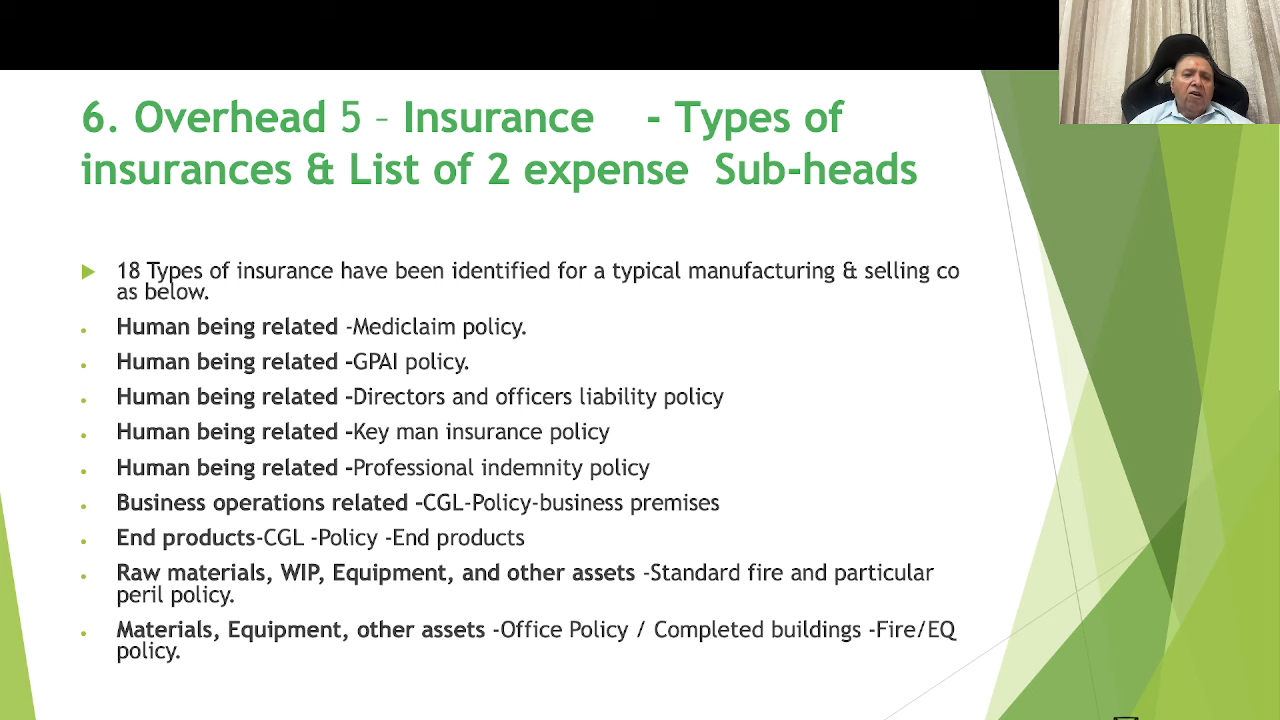 6. Overhead 5 – Insurance - Types of
insurances & List of 2 expense Sub-heads
18 Types of insurance have been identified for a typical manufacturing & selling co
as below.
Human being related -Mediclaim policy.
Human being related -GPAI policy.
Human being related -Directors and officers liability policy
Human being related -Key man insurance policy
Human being related -Professional indemnity policy
Business operations related -CGL-Policy-business premises
End products-CGL -Policy -End products
Raw materials, WIP, Equipment, and other assets -Standard fire and particular
peril policy.
Materials, Equipment, other assets -Office Policy / Completed buildings -Fire/EQ
policy.